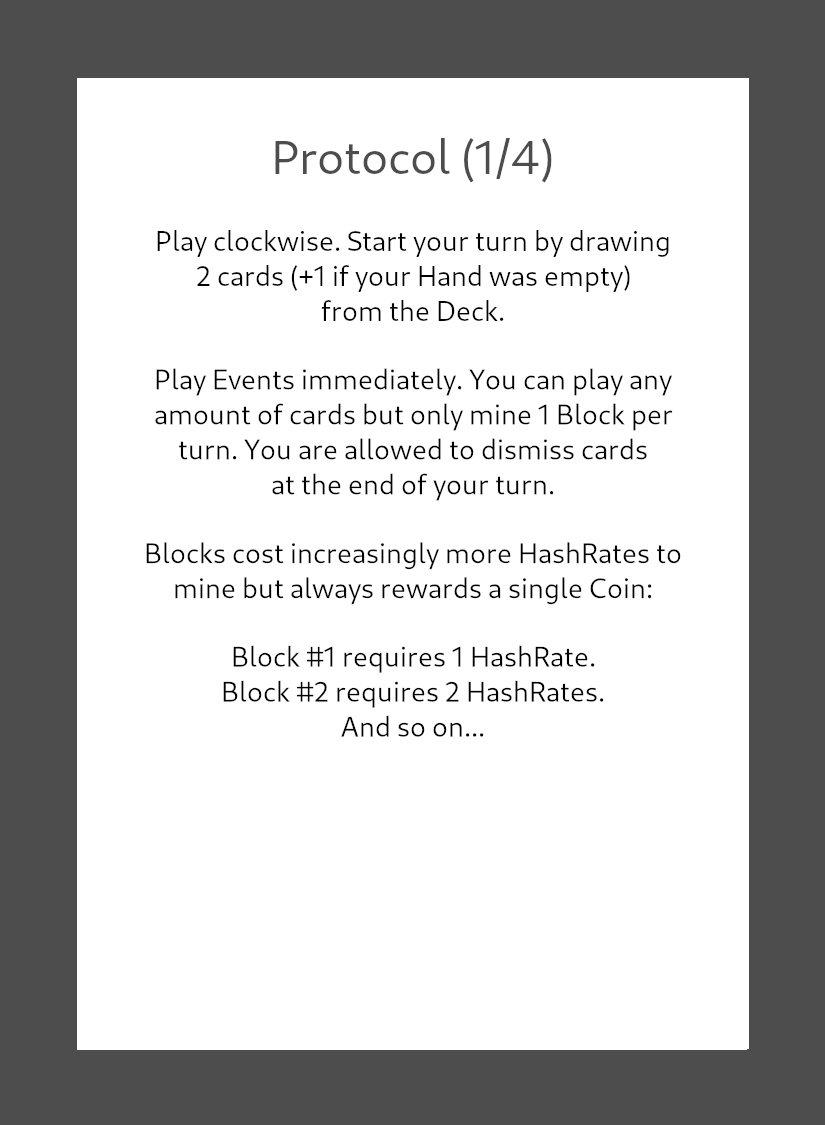 Protocol (1/4)
Play clockwise. Start your turn by drawing
2 cards (+1 if your Hand was empty)
from the Deck.
Play Events immediately. You can play any
amount of cards but only mine 1 Block per
turn. You are allowed to dismiss cards
at the end of your turn.
Blocks cost increasingly more HashRates to
mine but always rewards a single Coin:
Block #1 requires 1 HashRate.
Block #2 requires 2 HashRates.
And so on...